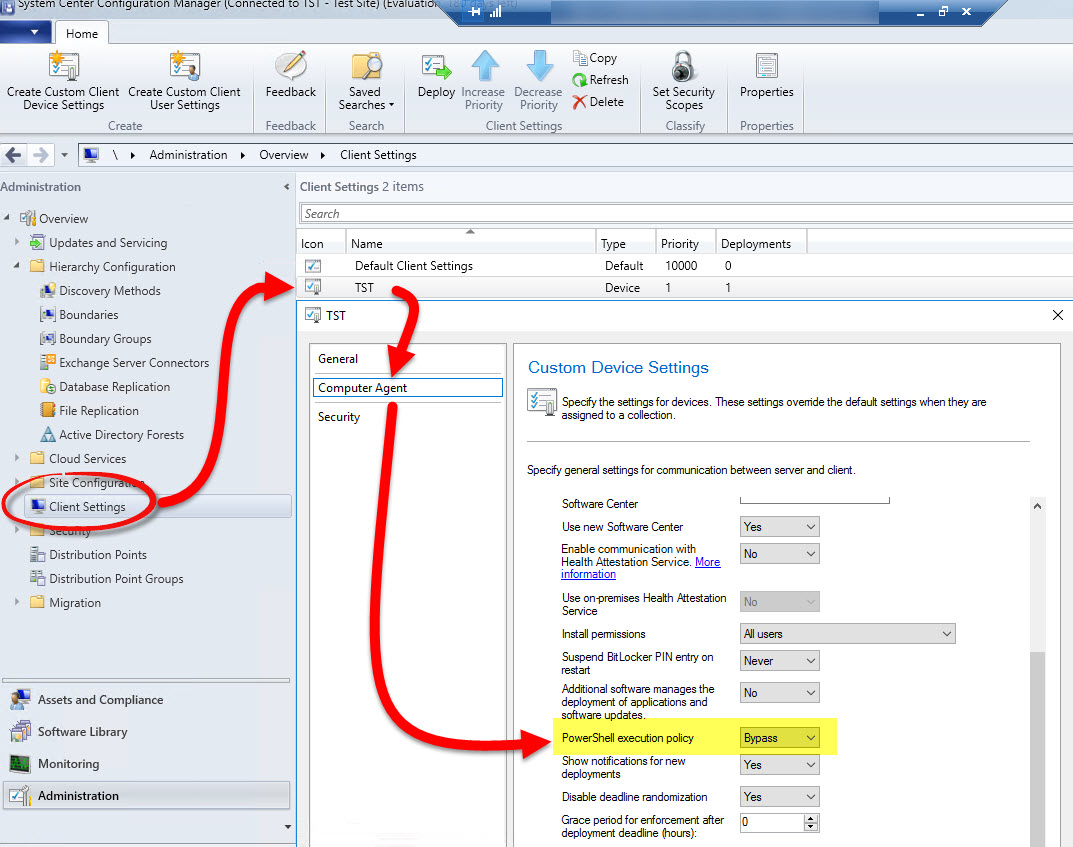 System Center Configuration Manager (Connected to TST - Test Site) (Evaluation
Home
Create Custom Client
Device Settings
Create Custom Client
User Settings
Create
Feedback
Feedback
Saved
Searches
Search
Deploy
Increase
Priority
Decrease
Priority
Copy
Refresh
Delete
Client Settings
Set Security
Scopes
Classify
Properties
Properties
\ Administration Overview Client Settings
Administration
Overview
Updates and Servicing
Hierarchy Configuration
Discovery Methods
Boundaries
Boundary Groups
Exchange Server Connectors
Database Replication
File Replication
Active Directory Forests
Cloud Services
Site Configuration
Client Settings
Security
Distribution Points
Distribution Point Groups
Migration
Assets and Compliance
Software Library
Monitoring
Administration
Client Settings 2 items
Search
Icon Name Type Priority Deployments
Default Client Settings Default 10000 0
TST Device 1 1
TST
General
Computer Agent
Security
Custom Device Settings
Specify the settings for devices. These settings override the default settings when they are
assigned to a collection.
Specify general settings for communication between server and client.
Software Center
Use new Software Center Yes
Enable communication with
Health Attestation Service. More
information
No
Use on-premises Health Attestation
Service
No
Install permissions All users
Suspend BitLocker PIN entry on
restart
Never
Additional software manages the
deployment of applications and
software updates.
No
PowerShell execution policy Bypass
Show notifications for new
deployments
Yes
Disable deadline randomization Yes
Grace period for enforcement after
deployment deadline (hours):
0